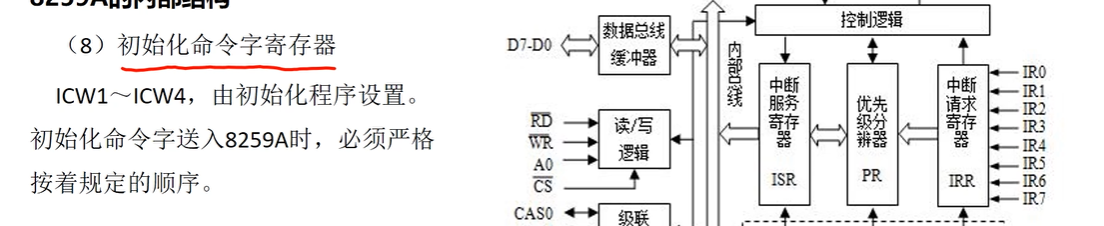 8259A的内部结构
（8）初始化命令字寄存器
ICW1～ICW4，由初始化程序设置。
初始化命令字送入8259A时，必须严格
按着规定的顺序。
控制逻辑
D7-D0
数据总线
缓冲器
内部总线
中断服务寄存器
ISR
优先级分辨器
PR
中断请求寄存器
IRR
IR0
IR1
IR2
IR3
IR4
IR5
IR6
IR7
RD
WR
A0
CS
读/写
逻辑
CAS0
级联